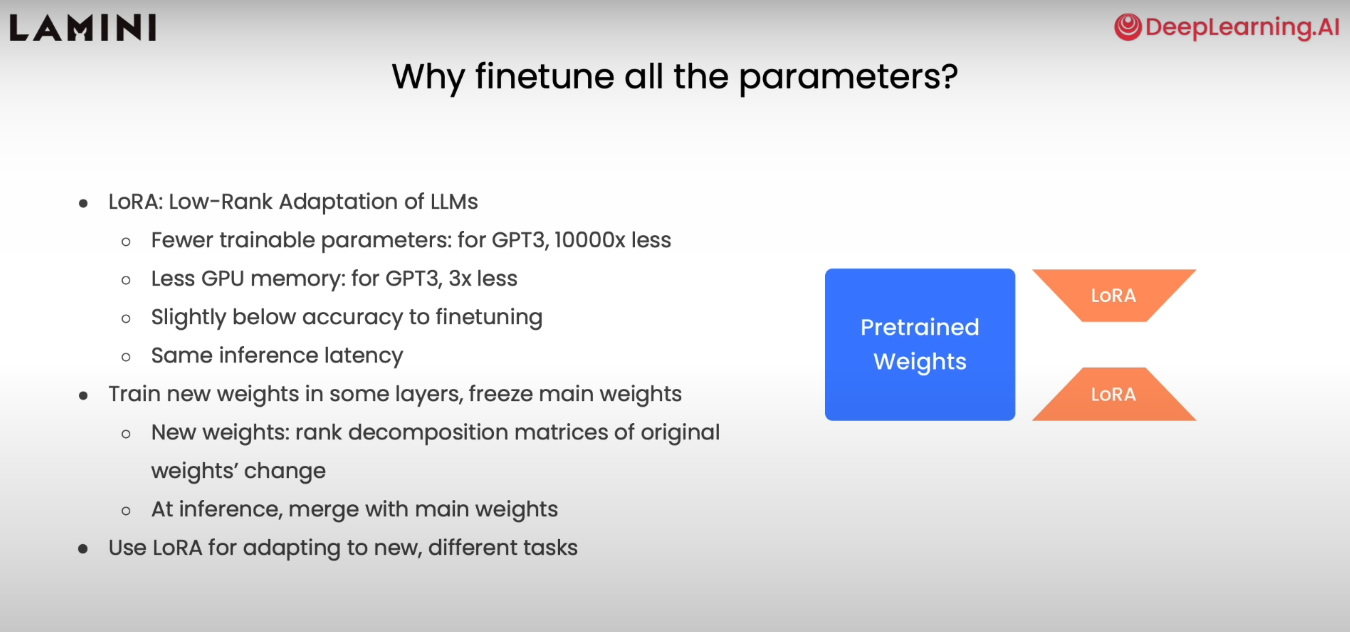 LAMINI
DeepLearning.AI
Why finetune all the parameters?
● LoRA: Low-Rank Adaptation of LLMs
○ Fewer trainable parameters: for GPT3, 10000x less
○ Less GPU memory: for GPT3, 3x less
○ Slightly below accuracy to finetuning
○ Same inference latency
● Train new weights in some layers, freeze main weights
○ New weights: rank decomposition matrices of original
weights’ change
○ At inference, merge with main weights
● Use LoRA for adapting to new, different tasks
Pretrained
Weights
LoRA
LoRA